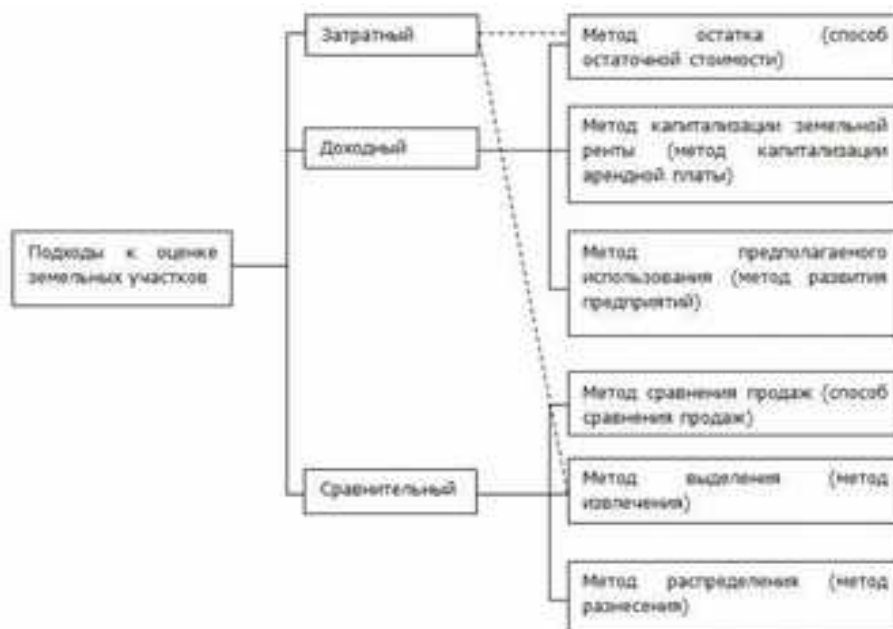 Затратный
Метод остатка (способ
остаточной стоимости)
Доходный
Метод капитализации земельной
ренты (метод капитализации
арендной платы)
Подходы к оценке
земельных участков
Метод предполагаемого
использования (метод развития
предприятий)
Метод сравнения продаж (способ
сравнения продаж)
Сравнительный
Метод выделения (метод
извлечения)
Метод распределения (метод
разнесения)